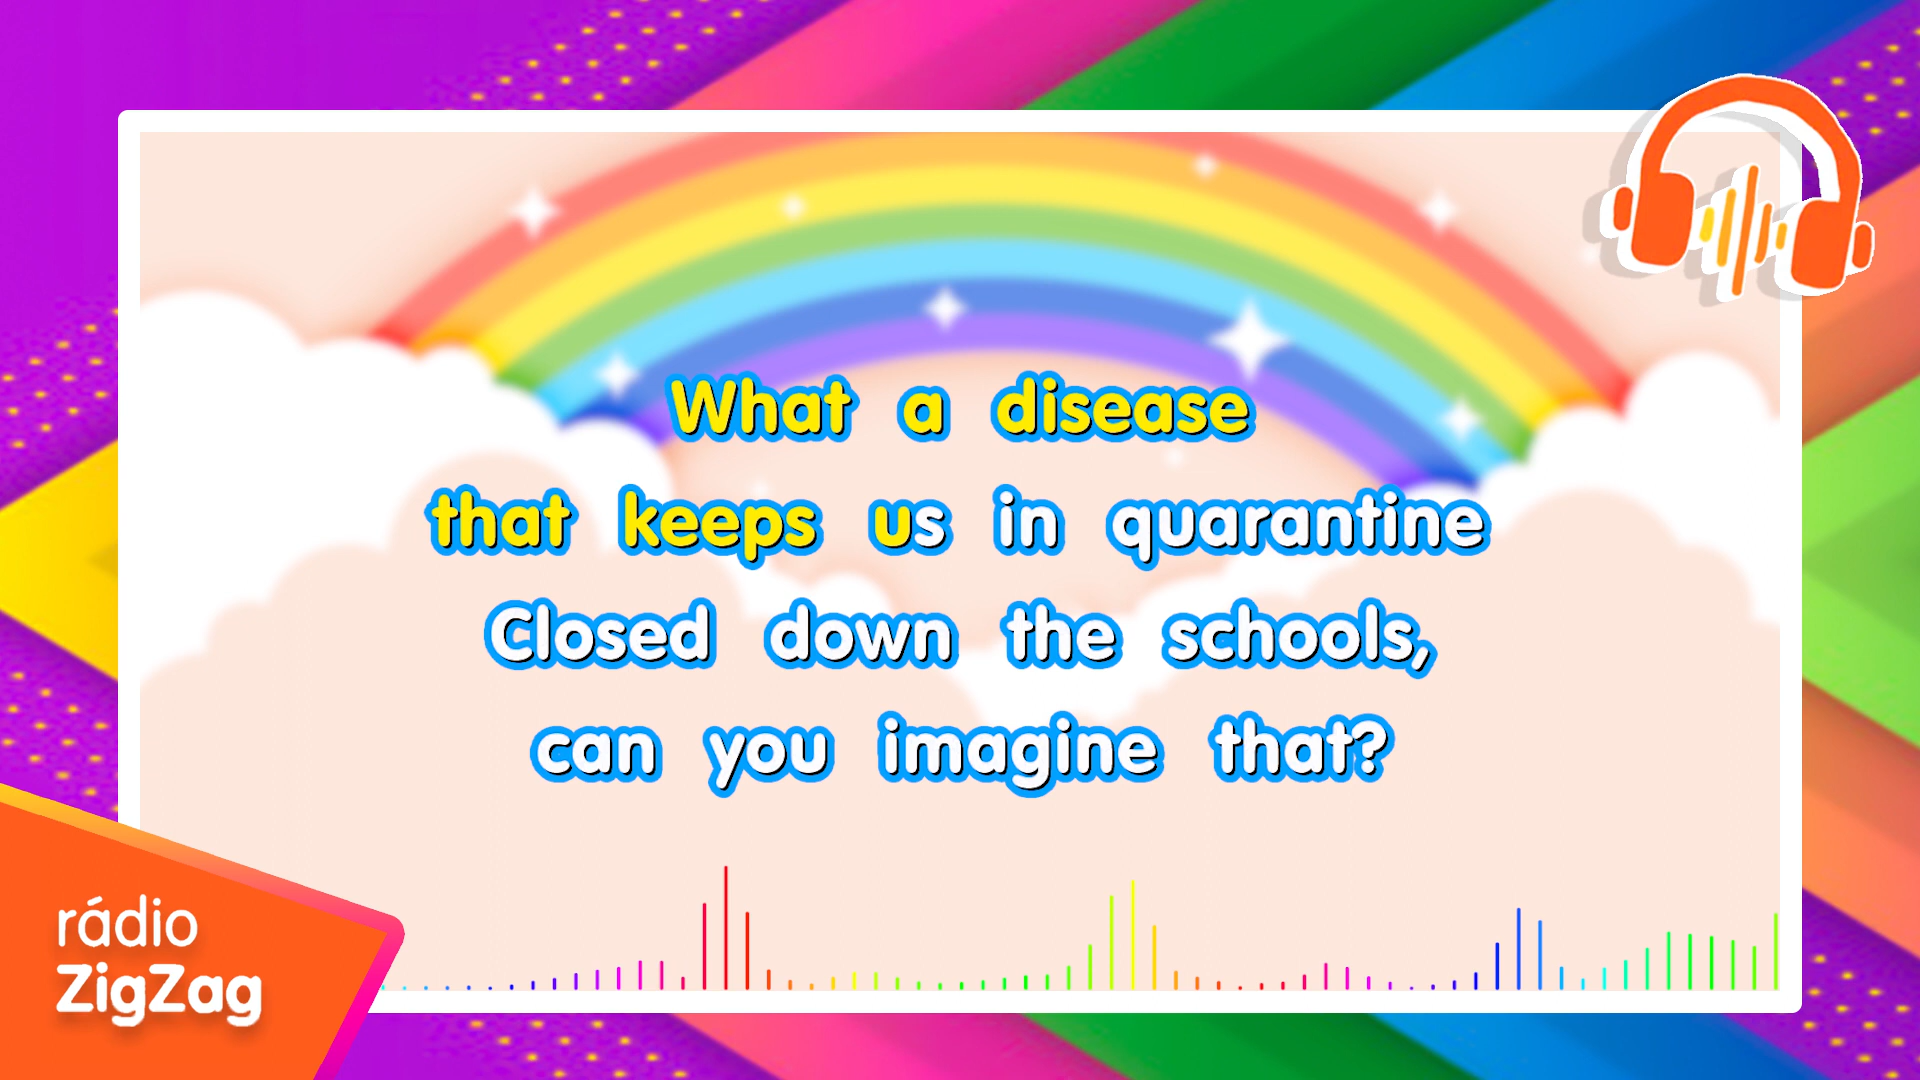 What a disease
that keeps us in quarantine
Closed down the schools,
can you imagine that?
rádio
ZigZag